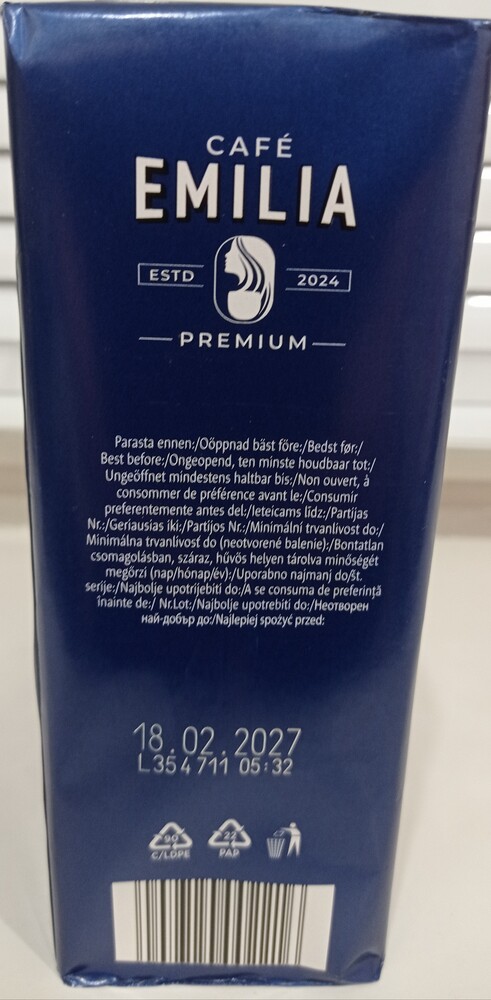 CAFÉ
EMILIA
ESTD 2024
PREMIUM
Parasta ennen:/Oöppnad bäst före:/Bedst før:/
Best before:/Ongeopend, ten minste houdbaar tot:/
Ungeöffnet mindestens haltbar bis:/Non ouvert, à
consommer de préférence avant le:/Consumir
preferentemente antes del:/Ieteicams līdz:/Partijas
Nr.:/Geriausias iki:/Partijos Nr.:/Minimální trvanlivost do:/
Minimálna trvanlivosť do (neotvorené balenie):/Bontatlan
csomagolásban, száraz, hűvös helyen tárolva minőségét
megőrzi (nap/hónap/év):/Uporabno najmanj do/št.
serije:/Najbolje upotrijebiti do:/A se consuma de preferință
înainte de:/ Nr.Lot:/Najbolje upotrebiti do:/Неотворен
най-добър до:/Najlepiej spożyć przed:
18.02.2027
L354711 05:32
90 22
C/LDPE PAP